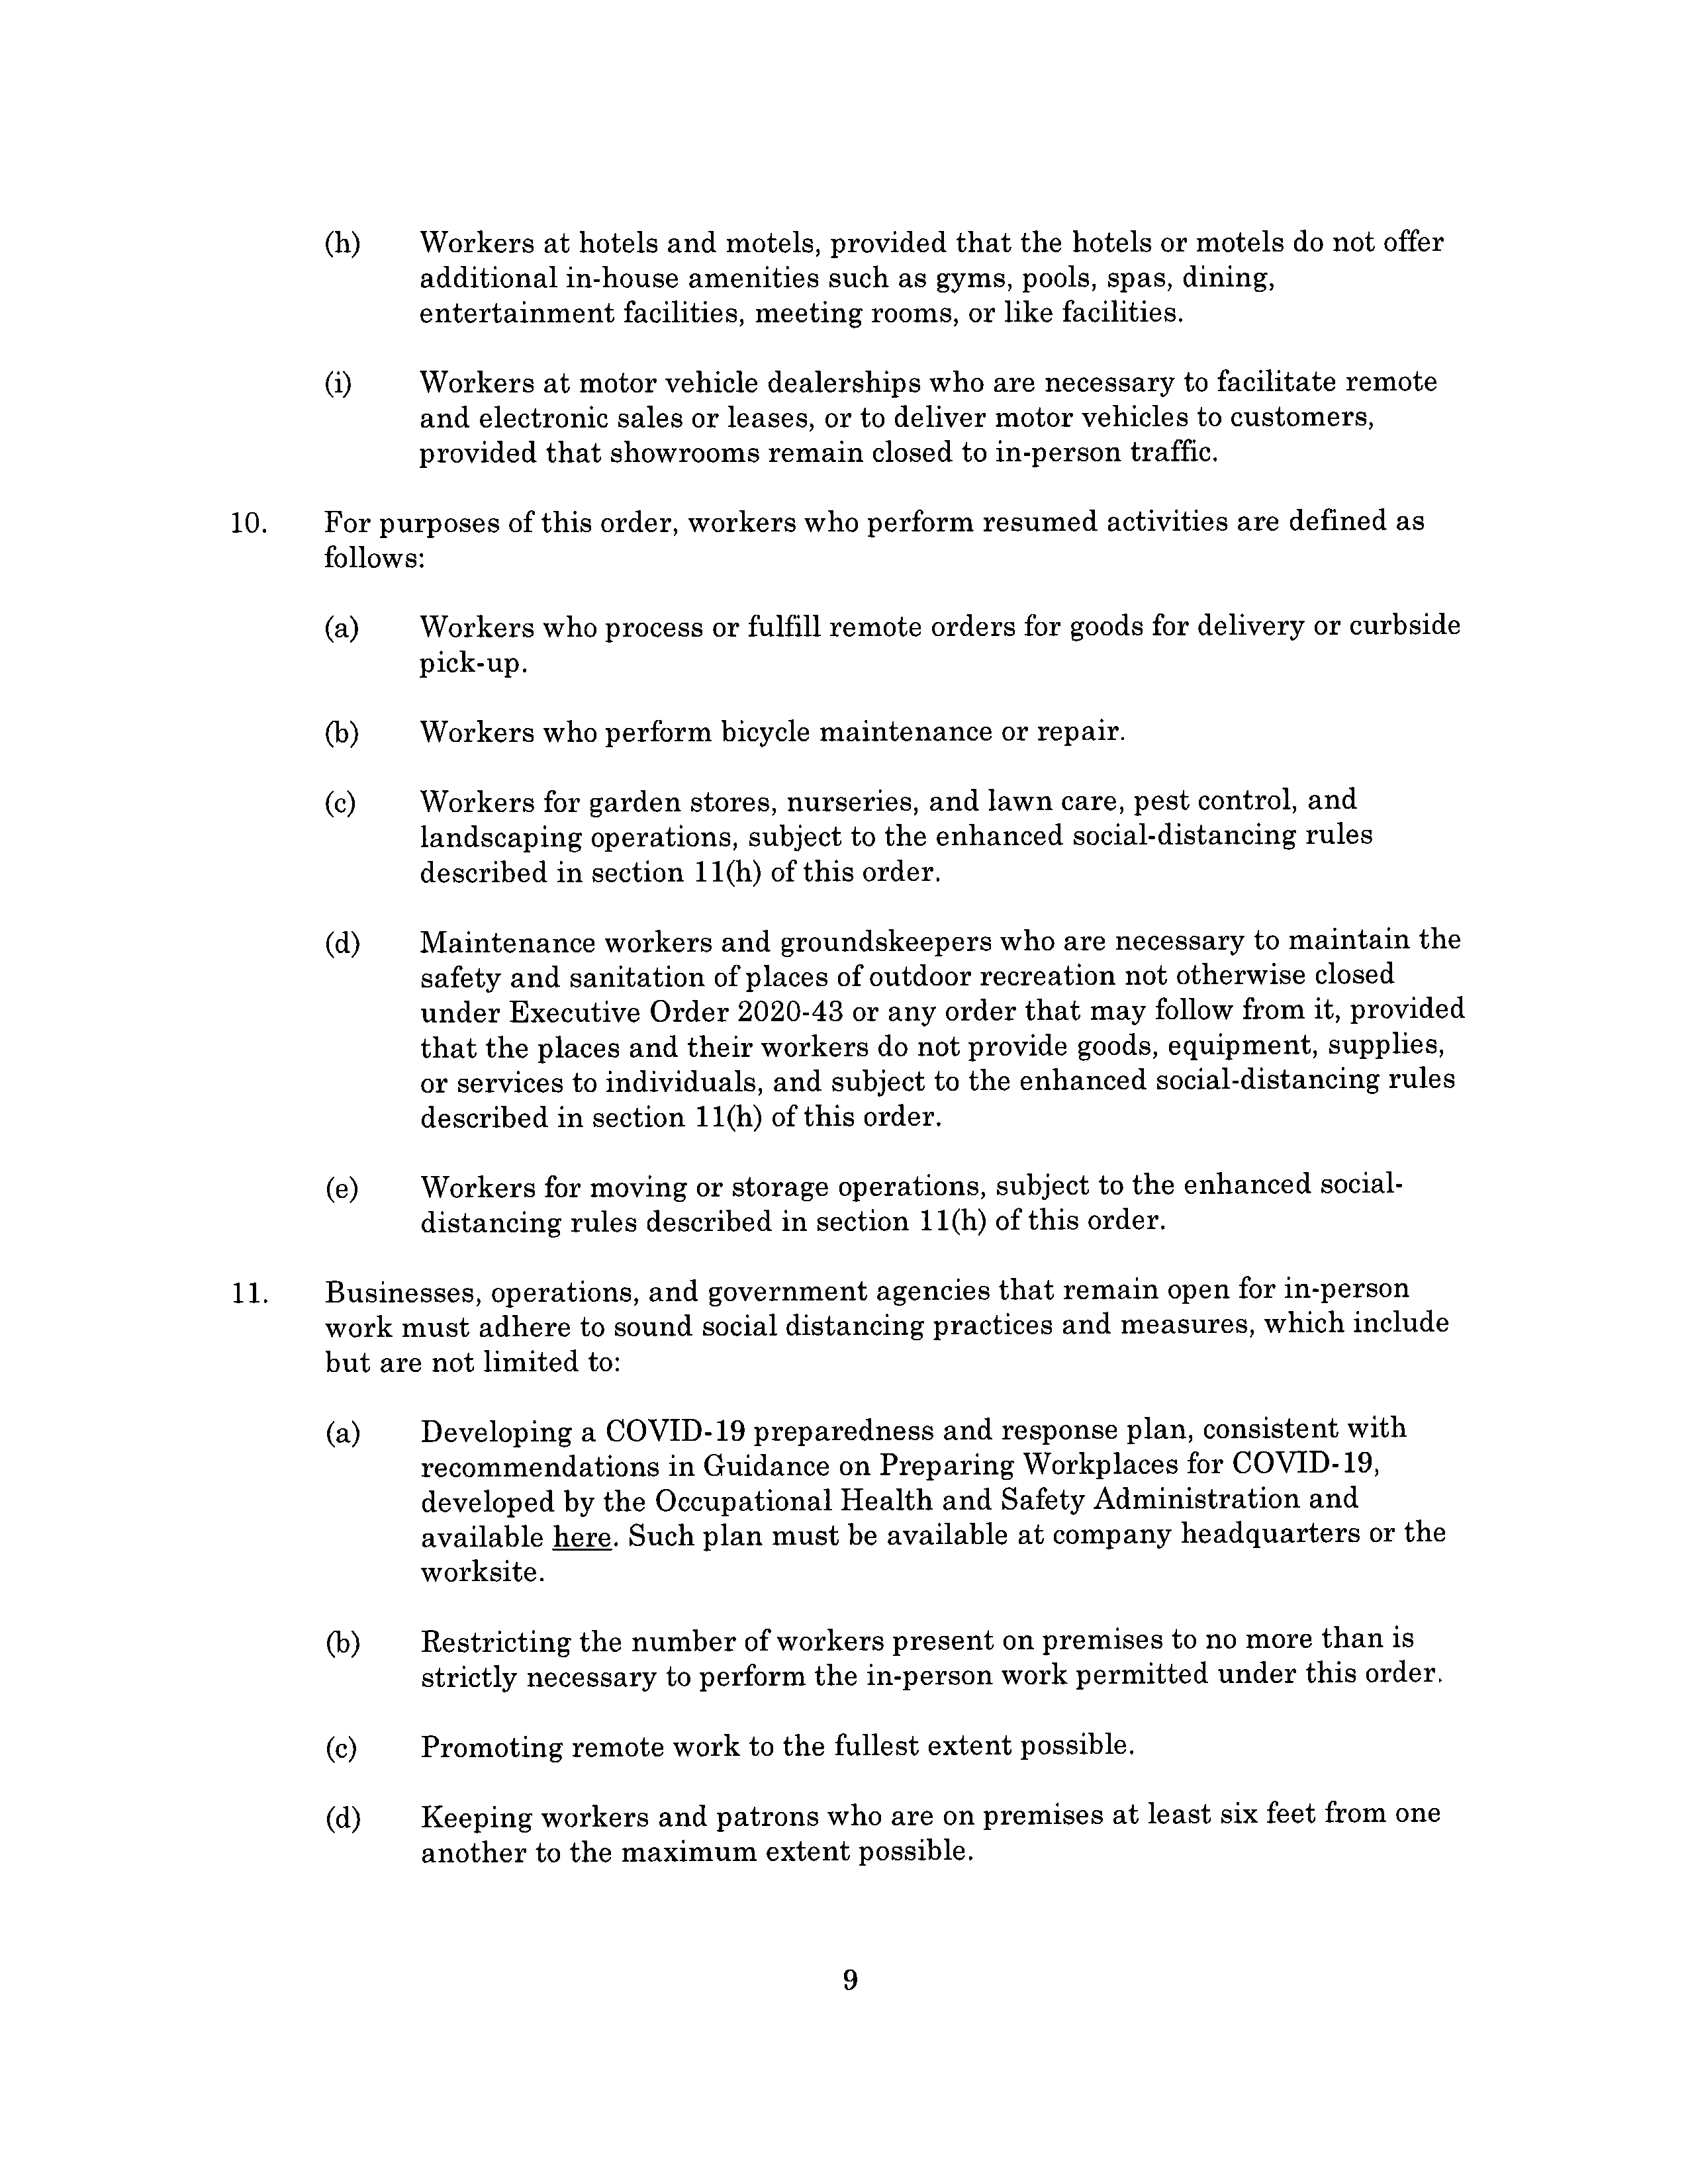 (h) Workers at hotels and motels, provided that the hotels or motels do not offer
additional in-house amenities such as gyms, pools, spas, dining,
entertainment facilities, meeting rooms, or like facilities.
(i) Workers at motor vehicle dealerships who are necessary to facilitate remote
and electronic sales or leases, or to deliver motor vehicles to customers,
provided that showrooms remain closed to in-person traffic.
10. For purposes of this order, workers who perform resumed activities are defined as
follows:
(a) Workers who process or fulfill remote orders for goods for delivery or curbside
pick-up.
(b) Workers who perform bicycle maintenance or repair.
(c) Workers for garden stores, nurseries, and lawn care, pest control, and
landscaping operations, subject to the enhanced social-distancing rules
described in section 11(h) of this order.
(d) Maintenance workers and groundskeepers who are necessary to maintain the
safety and sanitation of places of outdoor recreation not otherwise closed
under Executive Order 2020-43 or any order that may follow from it, provided
that the places and their workers do not provide goods, equipment, supplies,
or services to individuals, and subject to the enhanced social-distancing rules
described in section 11(h) of this order.
(e) Workers for moving or storage operations, subject to the enhanced social-
distancing rules described in section 11(h) of this order.
11. Businesses, operations, and government agencies that remain open for in-person
work must adhere to sound social distancing practices and measures, which include
but are not limited to:
(a) Developing a COVID-19 preparedness and response plan, consistent with
recommendations in Guidance on Preparing Workplaces for COVID-19,
developed by the Occupational Health and Safety Administration and
available here. Such plan must be available at company headquarters or the
worksite.
(b) Restricting the number of workers present on premises to no more than is
strictly necessary to perform the in-person work permitted under this order.
(c) Promoting remote work to the fullest extent possible.
(d) Keeping workers and patrons who are on premises at least six feet from one
another to the maximum extent possible.
9